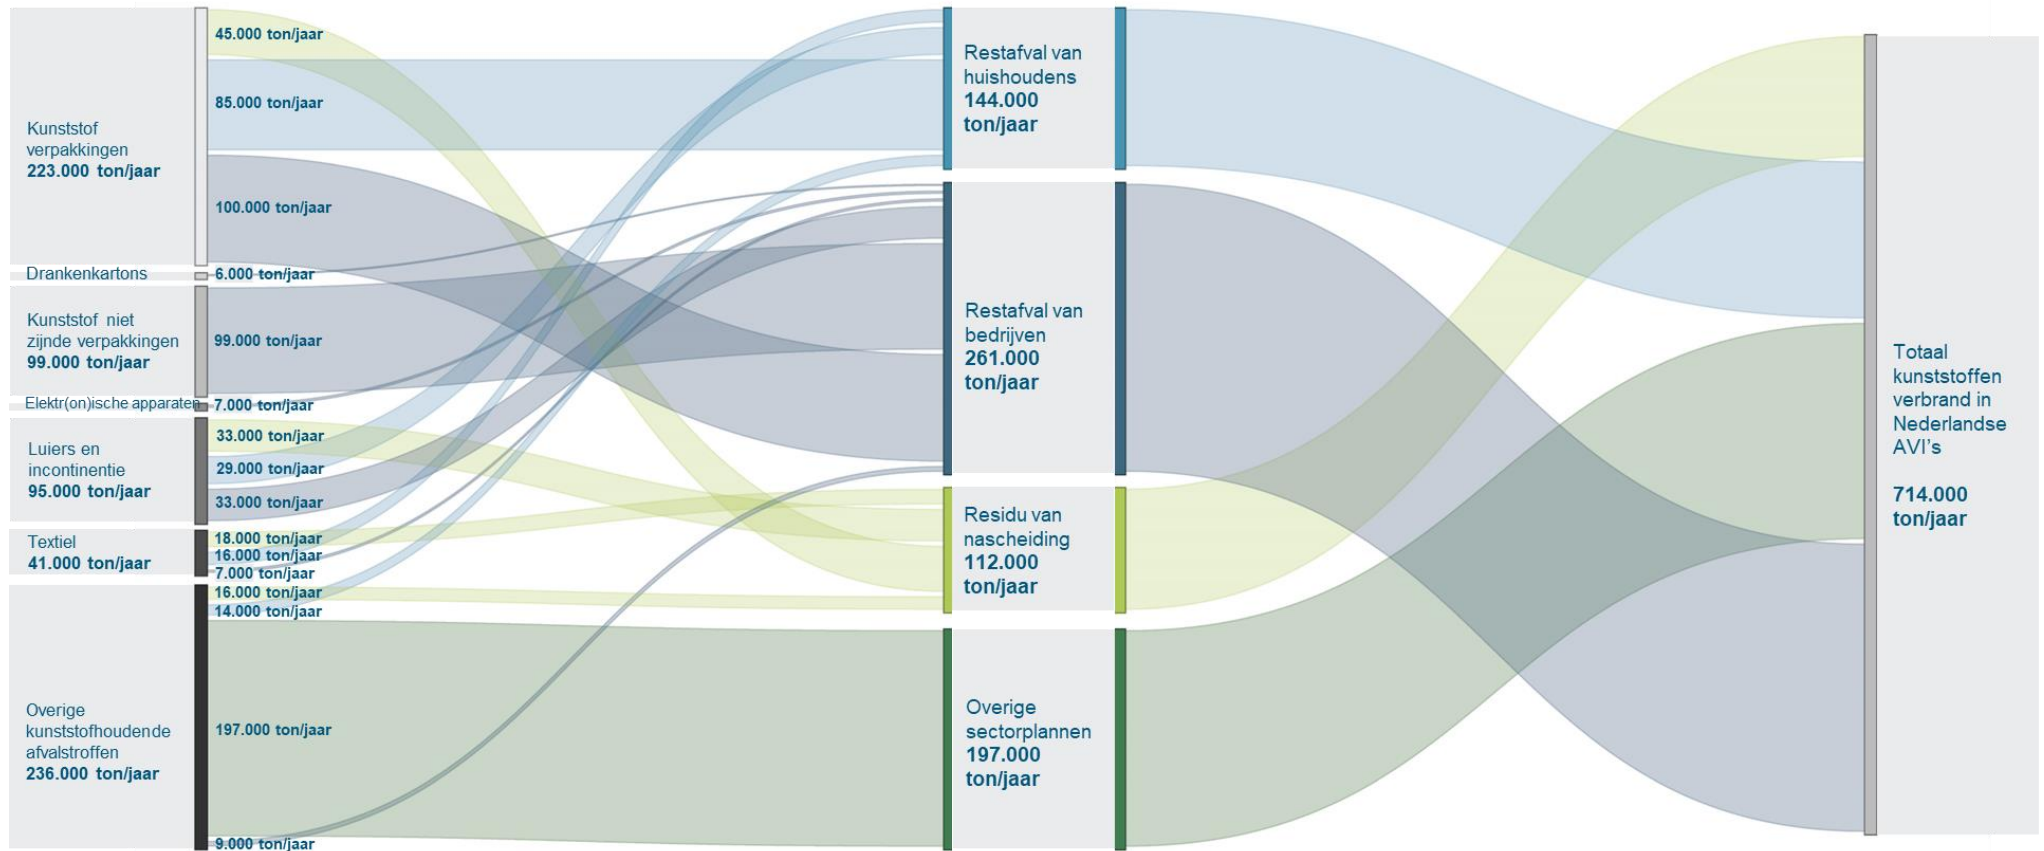 Kunststof
verpakkingen
223.000 ton/jaar
Drankenkartons
Kunststof niet
zijnde verpakkingen
99.000 ton/jaar
Elektr(on)ische apparaten
Luiers en
incontinentie
95.000 ton/jaar
Textiel
41.000 ton/jaar
Overige
kunststofhoudende
afvalstroffen
236.000 ton/jaar
45.000 ton/jaar
85.000 ton/jaar
100.000 ton/jaar
6.000 ton/jaar
99.000 ton/jaar
7.000 ton/jaar
33.000 ton/jaar
29.000 ton/jaar
33.000 ton/jaar
18.000 ton/jaar
16.000 ton/jaar
7.000 ton/jaar
16.000 ton/jaar
14.000 ton/jaar
197.000 ton/jaar
9.000 ton/jaar
Restafval van
huishoudens
144.000
ton/jaar
Restafval van
bedrijven
261.000
ton/jaar
Residu van
nascheiding
112.000
ton/jaar
Overige
sectorplannen
197.000
ton/jaar
Totaal
kunststoffen
verbrand in
Nederlandse
AVI's
714.000
ton/jaar